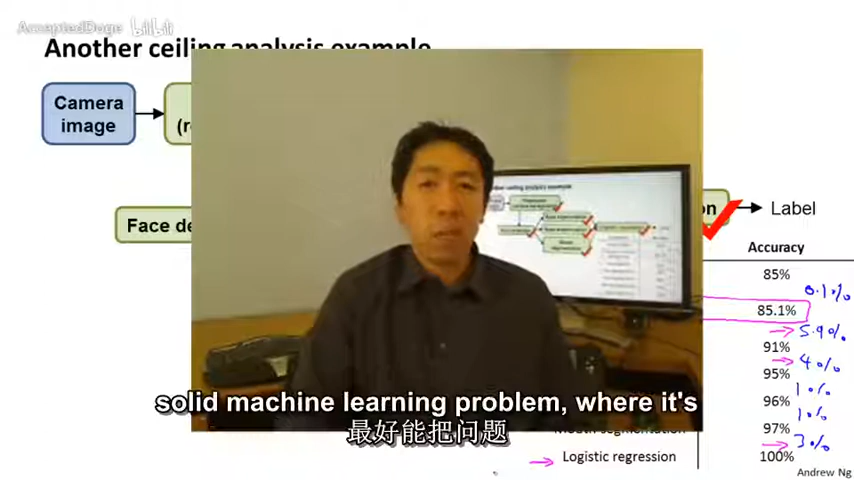 AcceptedDoge bilibili
Another ceiling analysis example
Camera
image
Face de
on
Label
Accuracy
85%
0.1%
85.1%
5.9%
91%
4%
95%
1%
96%
1%
97%
3%
solid machine learning problem, where it's
最好能把问题
Logistic regression
100%
Andrew Ng